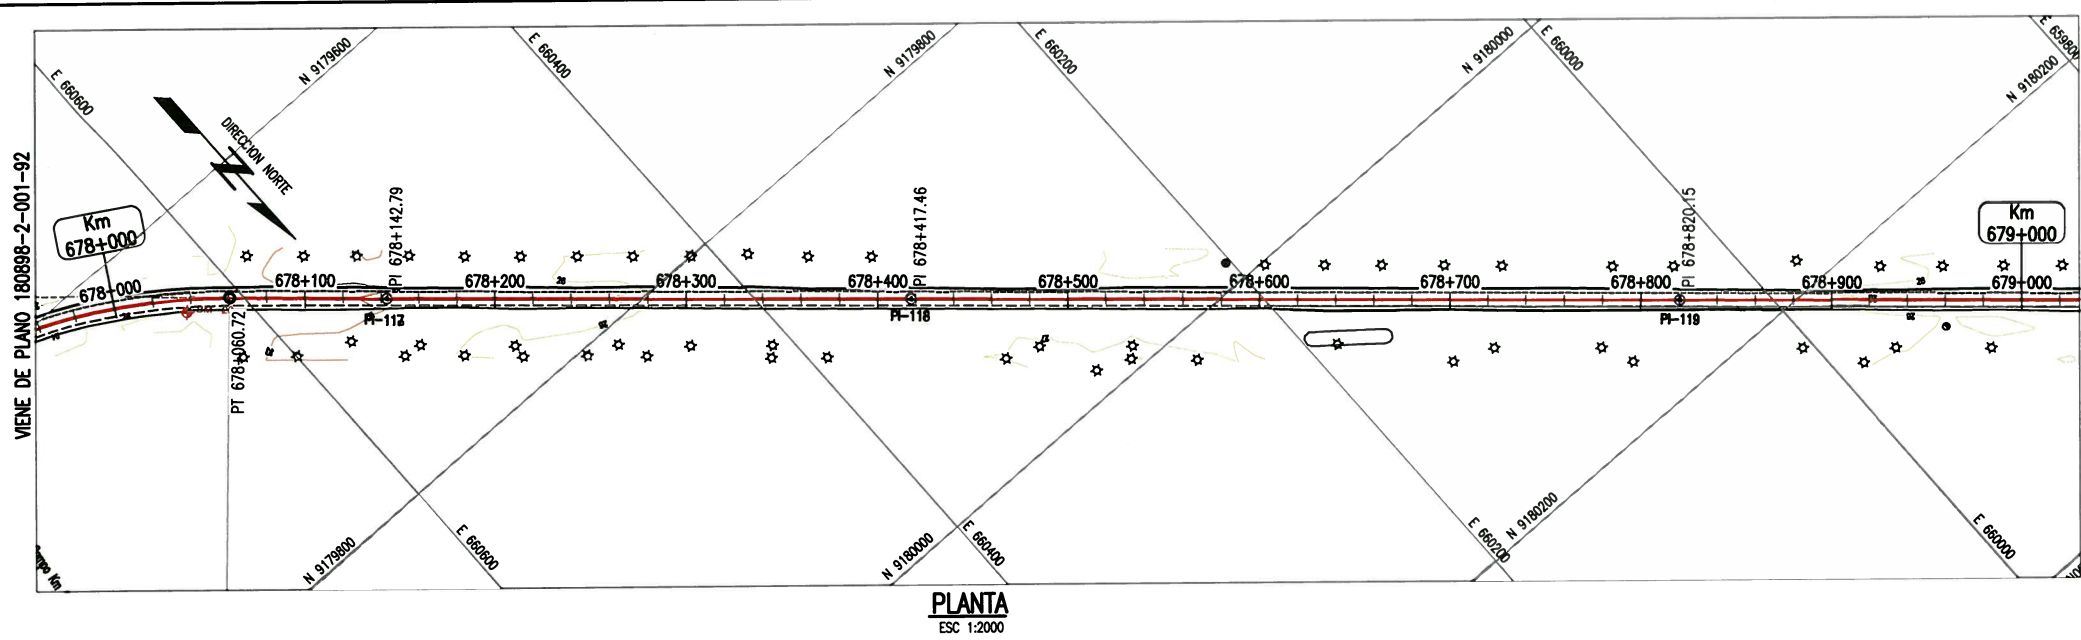 VIENE DE PLANO 180898-2-001-92
E 660600
N 9179600
E 660400
N 9179800
E 660200
N 9180000
E 660000
E 659800
N 9180200
DIRECCION NORTE
N
Km
678+000
PI 678+142.79
PI 678+417.46
PI 678+820.15
Km
679+000
678+000
678+100
678+200
678+300
678+400
678+500
678+600
678+700
678+800
678+900
679+000
PI-117
PI-118
PI-119
PT 678+060.72
N 9179800
E 660600
N 9180000
E 660400
E 660200
N 9180200
E 660000
PLANTA
ESC 1:2000